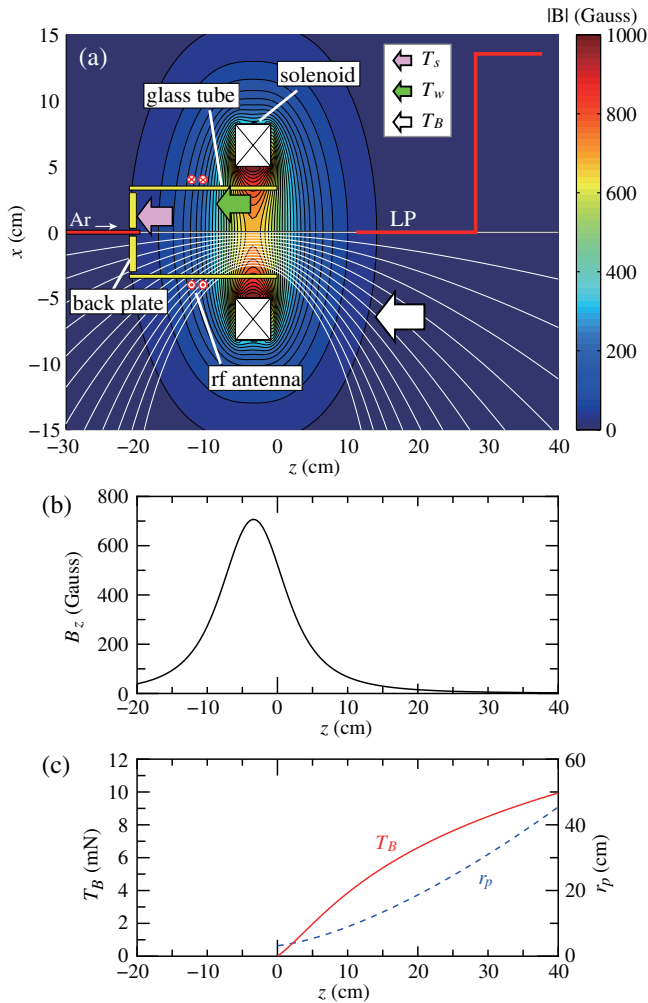 |B| (Gauss)
(a)
solenoid
glass tube
T_s
T_w
T_B
Ar
LP
back plate
rf antenna
15
10
5
0
−5
−10
−15
x (cm)
−30 −20 −10 0 10 20 30 40
z (cm)
1000
800
600
400
200
0
(b)
800
600
400
200
0
B_z (Gauss)
−20 −10 0 10 20 30 40
z (cm)
(c)
12
10
8
6
4
2
0
T_B (mN)
T_B
r_p
60
40
20
0
r_p (cm)
−20 −10 0 10 20 30 40
z (cm)